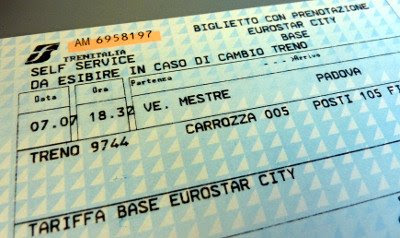 AM 6958197
BIGLIETTO CON PRENOTAZIONE
TRENITALIA
EUROSTAR CITY
SELF SERVICE
BASE
DA ESIBIRE IN CASO DI CAMBIO TRENO
Data Ora Partenza ---> Arrivo
07.07 18.32 VE. MESTRE PADOVA
TRENO 9744 CARROZZA 005 POSTI 105
TARIFFA BASE EUROSTAR CITY